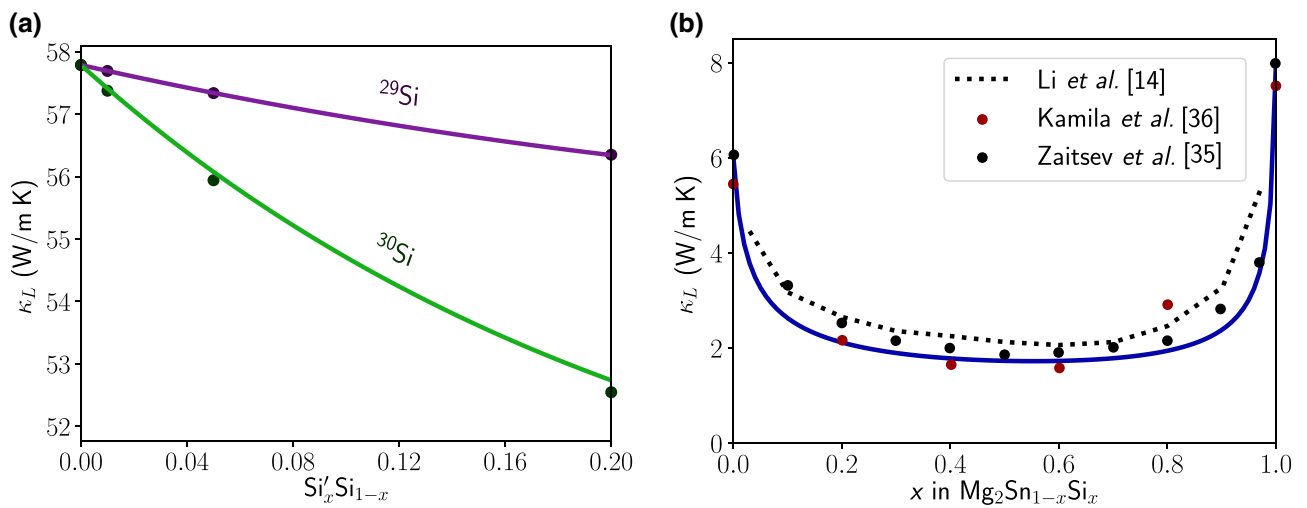 (a)
58
57
56
55
54
53
52
κL (W/m K)
29Si
30Si
0.00 0.04 0.08 0.12 0.16 0.20
Si′xSi1−x
(b)
8
6
4
2
0
κL (W/m K)
Li et al. [14]
Kamila et al. [36]
Zaitsev et al. [35]
0.0 0.2 0.4 0.6 0.8 1.0
x in Mg2Sn1−xSix